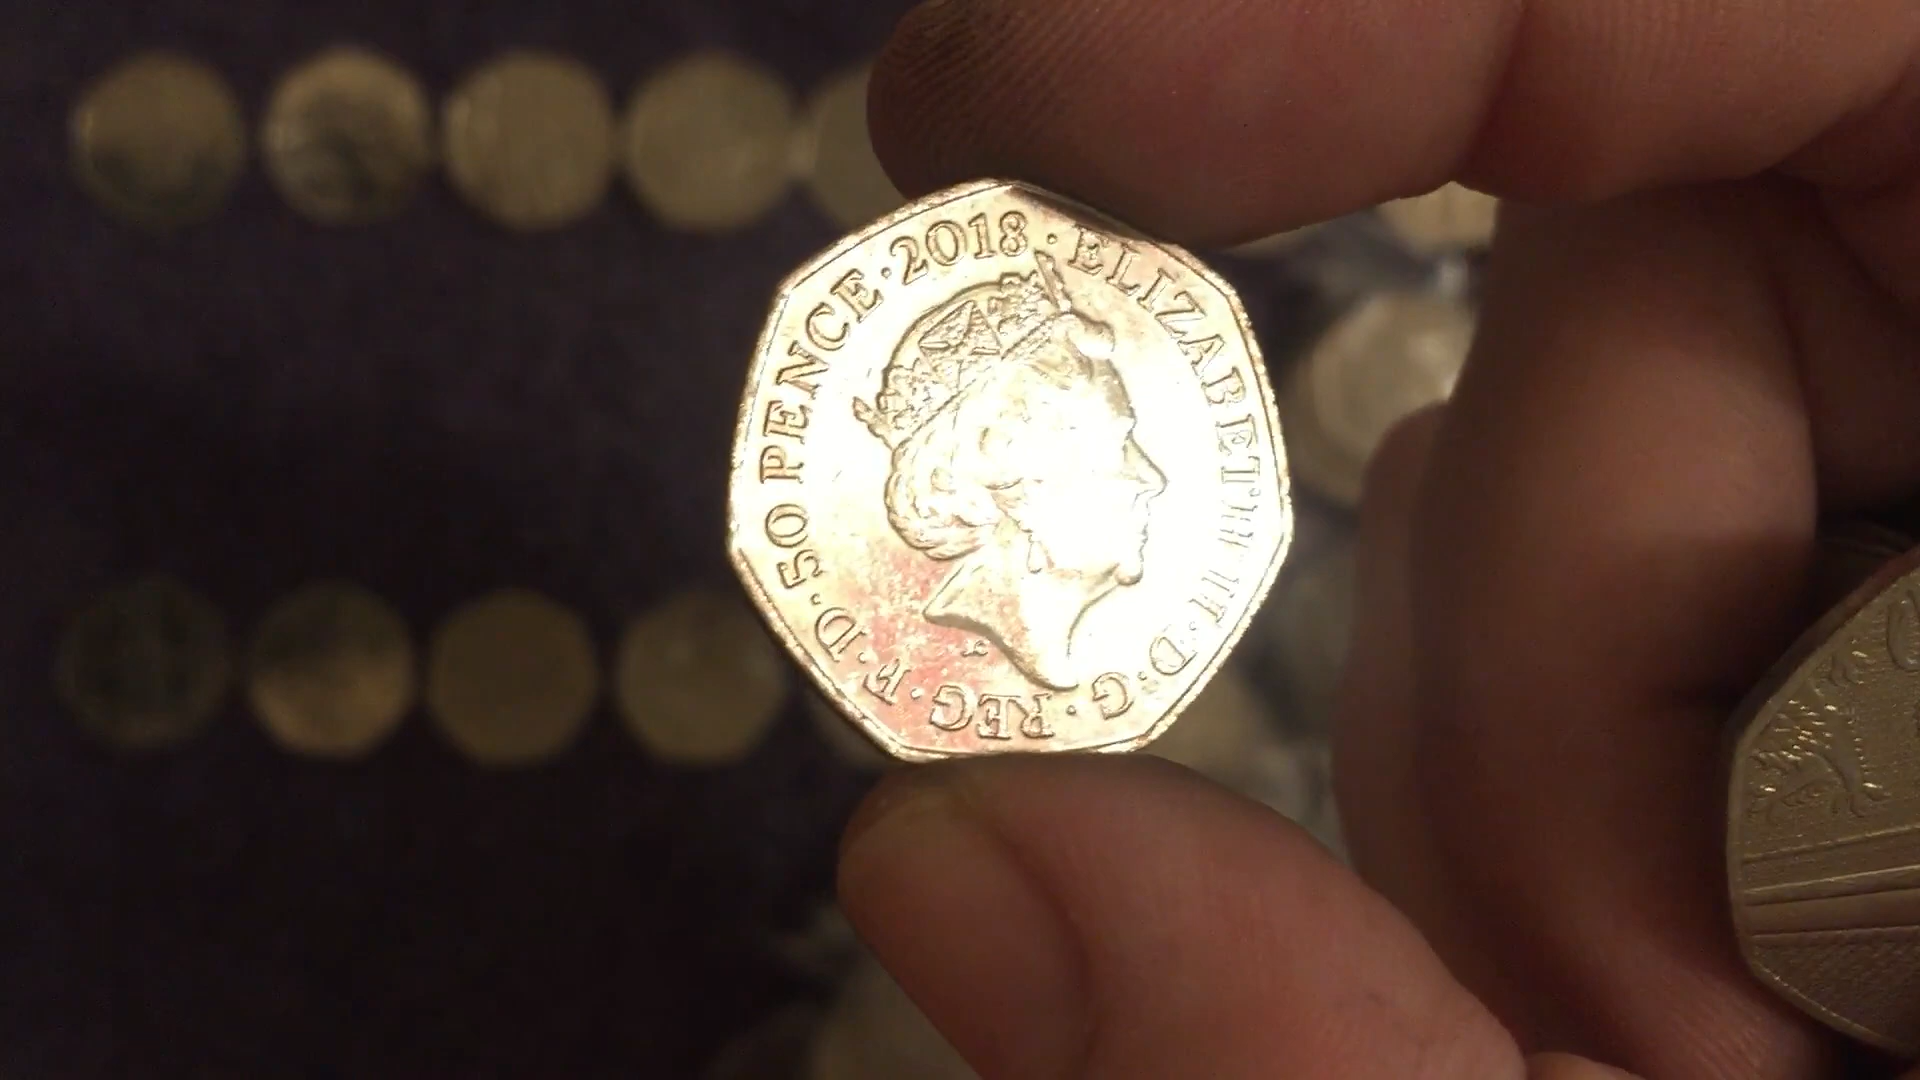 ELIZABETH II · D · G · REG · F · D · 50 PENCE · 2018 ·